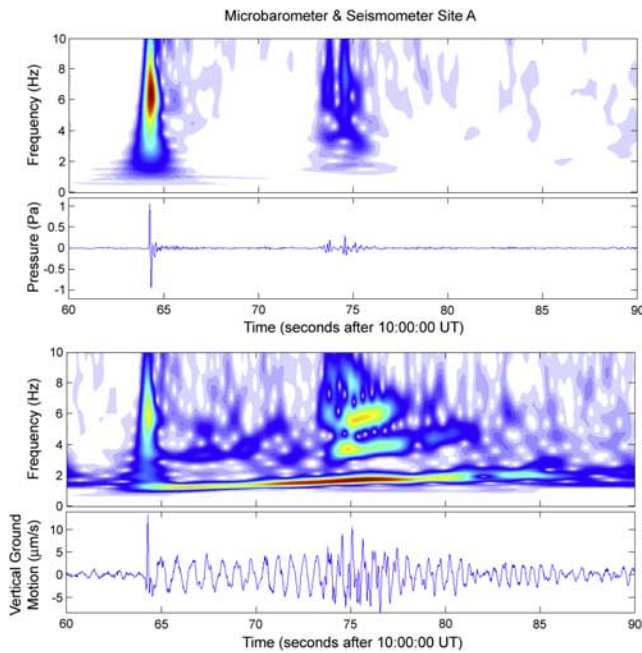 Microbarometer & Seismometer Site A
Frequency (Hz)
10
8
6
4
2
0
Pressure (Pa)
1
0.5
0
-0.5
-1
60 65 70 75 80 85 90
Time (seconds after 10:00:00 UT)
Frequency (Hz)
10
8
6
4
2
0
Vertical Ground
Motion (μm/s)
10
5
0
-5
60 65 70 75 80 85 90
Time (seconds after 10:00:00 UT)